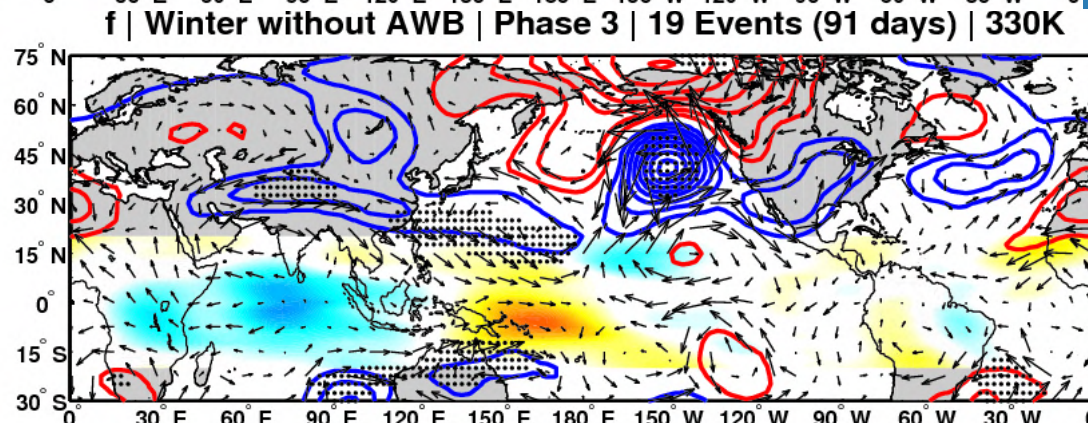 f | Winter without AWB | Phase 3 | 19 Events (91 days) | 330K
75° N
60° N
45° N
30° N
15° N
0°
15° S
30° S
0° 30° E 60° E 90° E 120° E 150° E 180° E 150° W 120° W 90° W 60° W 30° W